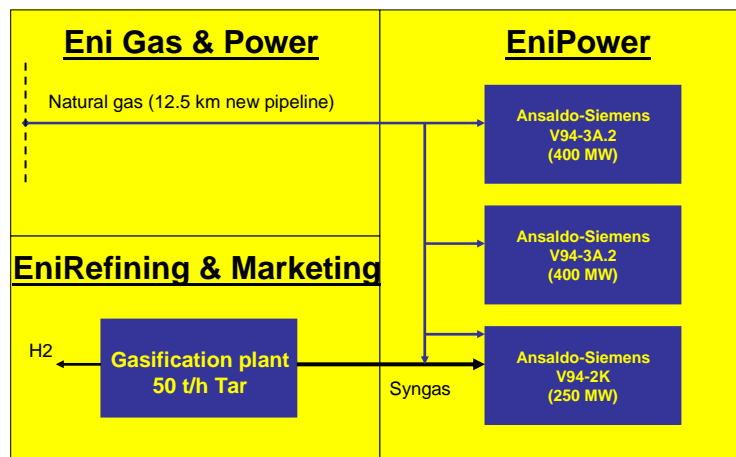 Eni Gas & Power
Natural gas (12.5 km new pipeline)
EniRefining & Marketing
H2
Gasification plant
50 t/h Tar
Syngas
EniPower
Ansaldo-Siemens
V94-3A.2
(400 MW)
Ansaldo-Siemens
V94-3A.2
(400 MW)
Ansaldo-Siemens
V94-2K
(250 MW)